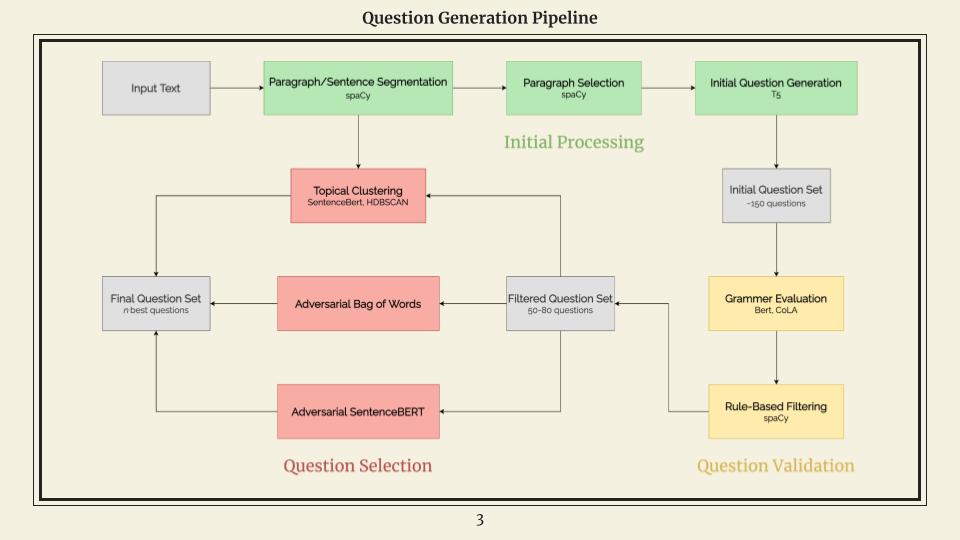 Question Generation Pipeline
Input Text
Paragraph/Sentence Segmentation
spaCy
Paragraph Selection
spaCy
Initial Question Generation
T5
Initial Processing
Topical Clustering
SentenceBert, HDBSCAN
Initial Question Set
~150 questions
Final Question Set
n best questions
Adversarial Bag of Words
Filtered Question Set
50-80 questions
Grammer Evaluation
Bert, CoLA
Adversarial SentenceBERT
Rule-Based Filtering
spaCy
Question Selection
Question Validation
3